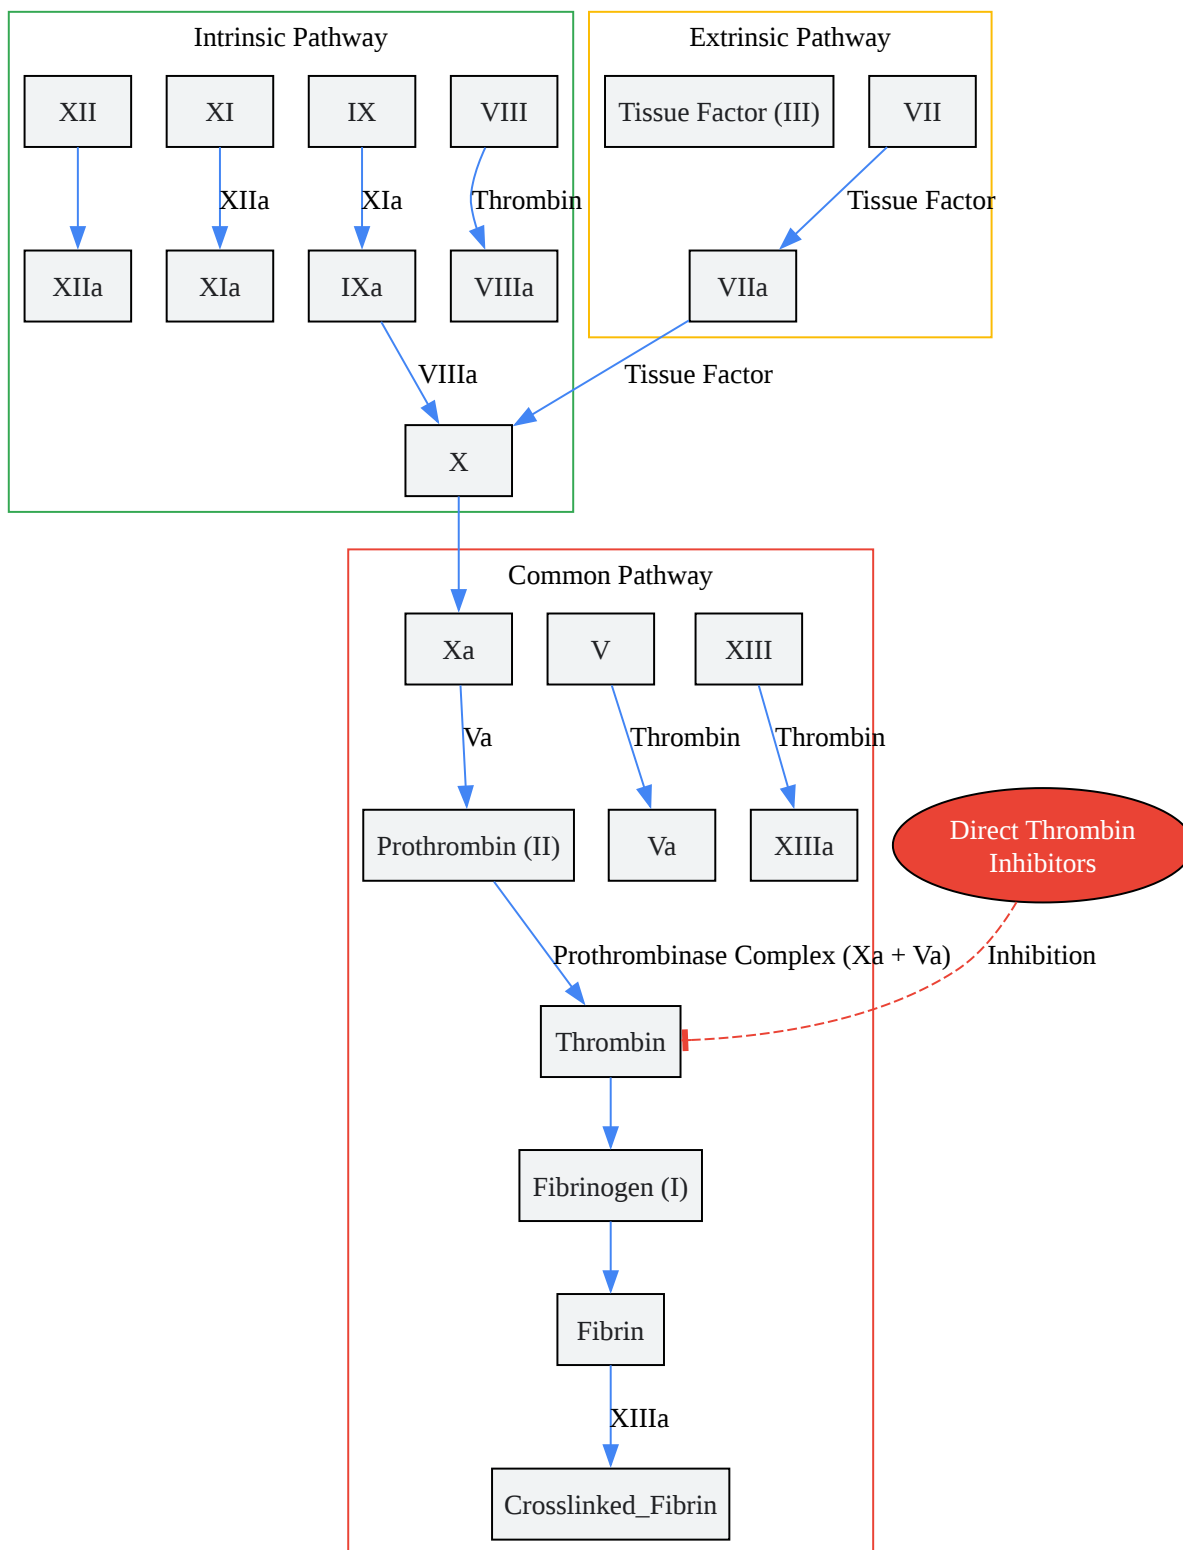 Intrinsic Pathway
Extrinsic Pathway
XII
XI
IX
VIII
Tissue Factor (III)
VII
XIIa
XIa
Thrombin
Tissue Factor
XIIa
XIa
IXa
VIIIa
VIIa
VIIIa
Tissue Factor
X
Common Pathway
Xa
V
XIII
Va
Thrombin
Thrombin
Prothrombin (II)
Va
XIIIa
Direct Thrombin
Inhibitors
Prothrombinase Complex (Xa + Va)
Inhibition
Thrombin
Fibrinogen (I)
Fibrin
XIIIa
Crosslinked_Fibrin